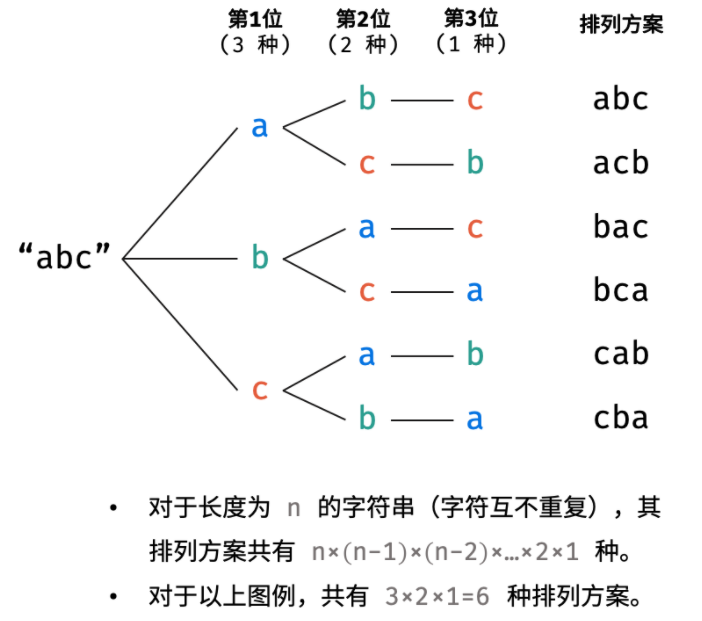 第1位 第2位 第3位 排列方案
(3 种) (2 种) (1 种)
b c abc
a
c b acb
a c bac
“abc” b
c a bca
a b cab
c
b a cba
• 对于长度为 n 的字符串（字符互不重复），其
排列方案共有 n×(n-1)×(n-2)×…×2×1 种。
• 对于以上图例，共有 3×2×1=6 种排列方案。